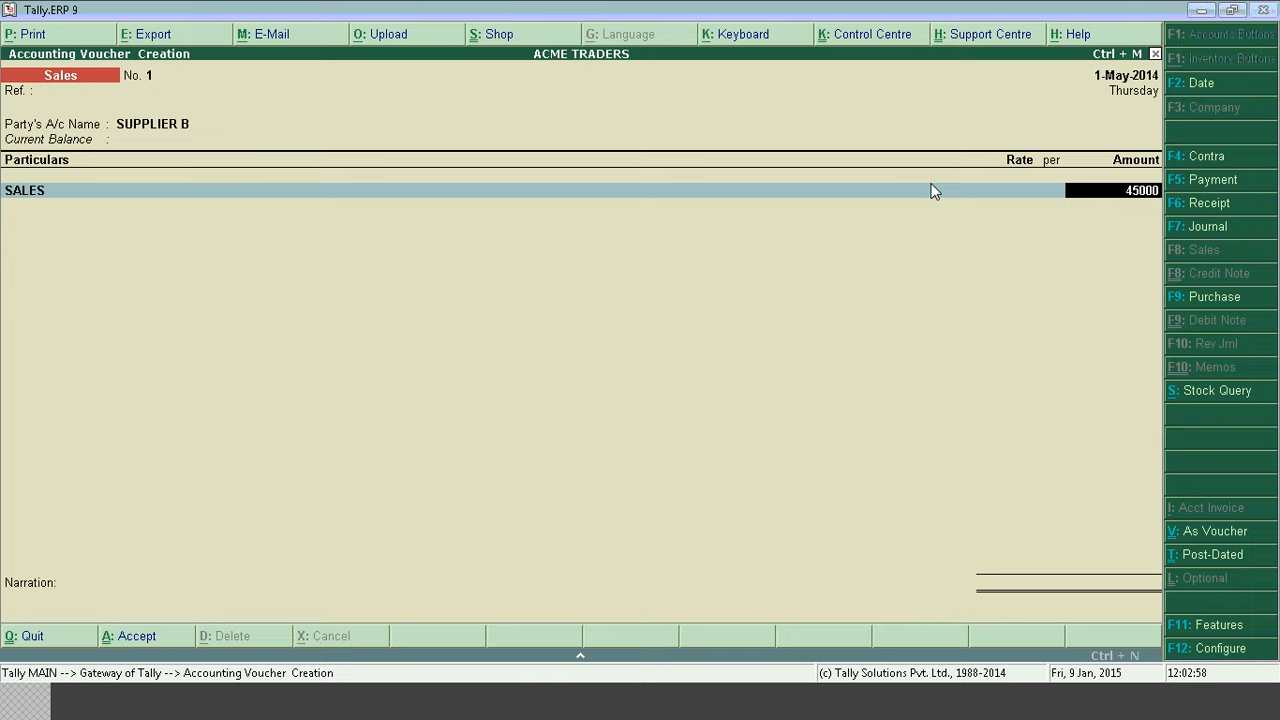 Tally.ERP 9
P: Print E: Export M: E-Mail O: Upload S: Shop G: Language K: Keyboard K: Control Centre H: Support Centre H: Help
Accounting Voucher Creation ACME TRADERS Ctrl + M
Sales No. 1 1-May-2014
Ref. : Thursday
Party's A/c Name : SUPPLIER B
Current Balance :
Particulars Rate per Amount
SALES 45000
Narration:
Q: Quit A: Accept D: Delete X: Cancel
Ctrl + N
Tally MAIN --> Gateway of Tally --> Accounting Voucher Creation (c) Tally Solutions Pvt. Ltd., 1988-2014 Fri, 9 Jan, 2015 12:02:58
F1: Accounts Buttons
F1: Inventory Buttons
F2: Date
F3: Company
F4: Contra
F5: Payment
F6: Receipt
F7: Journal
F8: Sales
F8: Credit Note
F9: Purchase
F9: Debit Note
F10: Rev Jrnl
F10: Memos
S: Stock Query
I: Acct Invoice
V: As Voucher
T: Post-Dated
L: Optional
F11: Features
F12: Configure